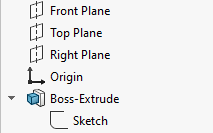 Front Plane
Top Plane
Right Plane
Origin
Boss-Extrude
Sketch